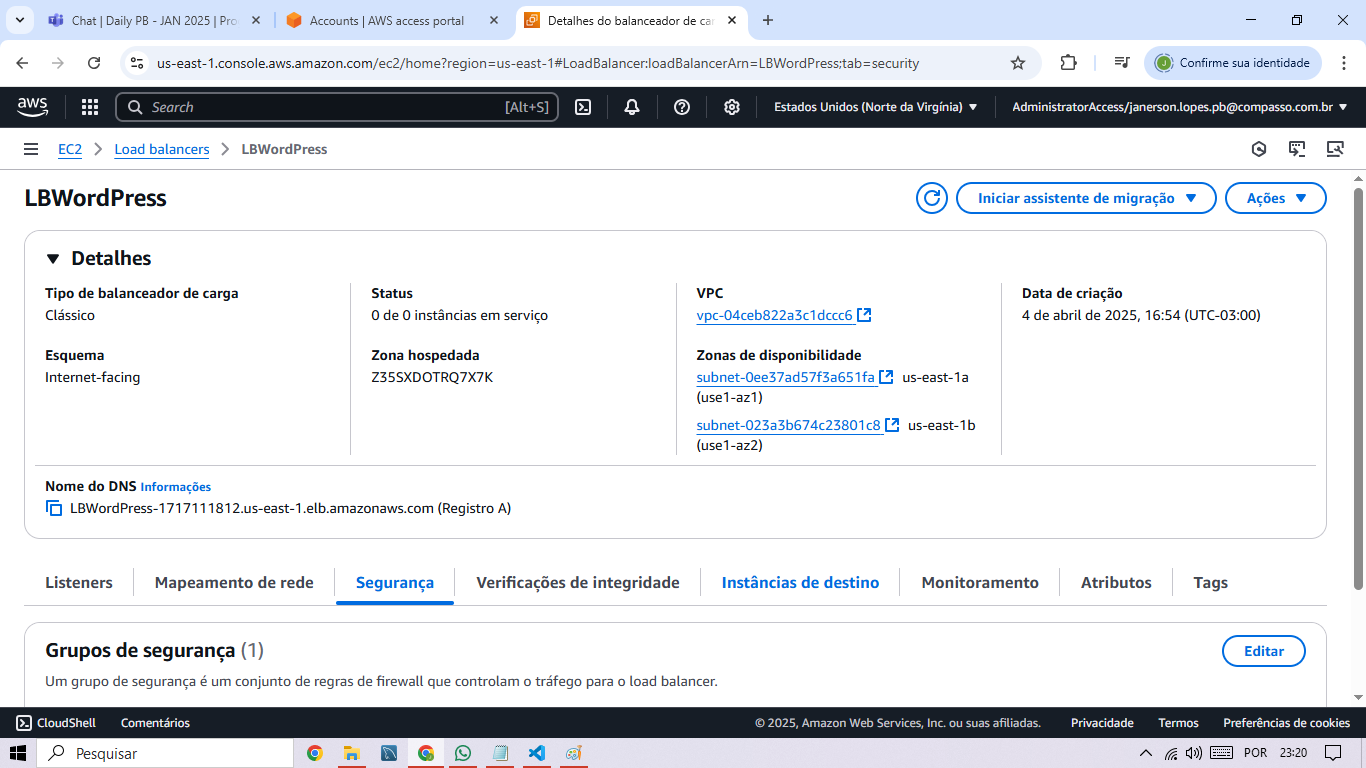 Chat | Daily PB - JAN 2025 | Pro
Accounts | AWS access portal
Detalhes do balanceador de ca
us-east-1.console.aws.amazon.com/ec2/home?region=us-east-1#LoadBalancer:loadBalancerArn=LBWordPress;tab=security
J
Confirme sua identidade
aws
Search
[Alt+S]
Estados Unidos (Norte da Virgínia)
AdministratorAccess/janerson.lopes.pb@compasso.com.br
EC2
Load balancers
LBWordPress
LBWordPress
Iniciar assistente de migração
Ações
Detalhes
Tipo de balanceador de carga
Clássico
Status
0 de 0 instâncias em serviço
VPC
vpc-04ceb822a3c1dccc6
Data de criação
4 de abril de 2025, 16:54 (UTC-03:00)
Esquema
Internet-facing
Zona hospedada
Z35SXDOTRQ7X7K
Zonas de disponibilidade
subnet-0ee37ad57f3a651fa us-east-1a
(use1-az1)
subnet-023a3b674c23801c8 us-east-1b
(use1-az2)
Nome do DNS Informações
LBWordPress-1717111812.us-east-1.elb.amazonaws.com (Registro A)
Listeners
Mapeamento de rede
Segurança
Verificações de integridade
Instâncias de destino
Monitoramento
Atributos
Tags
Grupos de segurança (1)
Editar
Um grupo de segurança é um conjunto de regras de firewall que controlam o tráfego para o load balancer.
CloudShell
Comentários
© 2025, Amazon Web Services, Inc. ou suas afiliadas.
Privacidade
Termos
Preferências de cookies
Pesquisar
POR
23:20